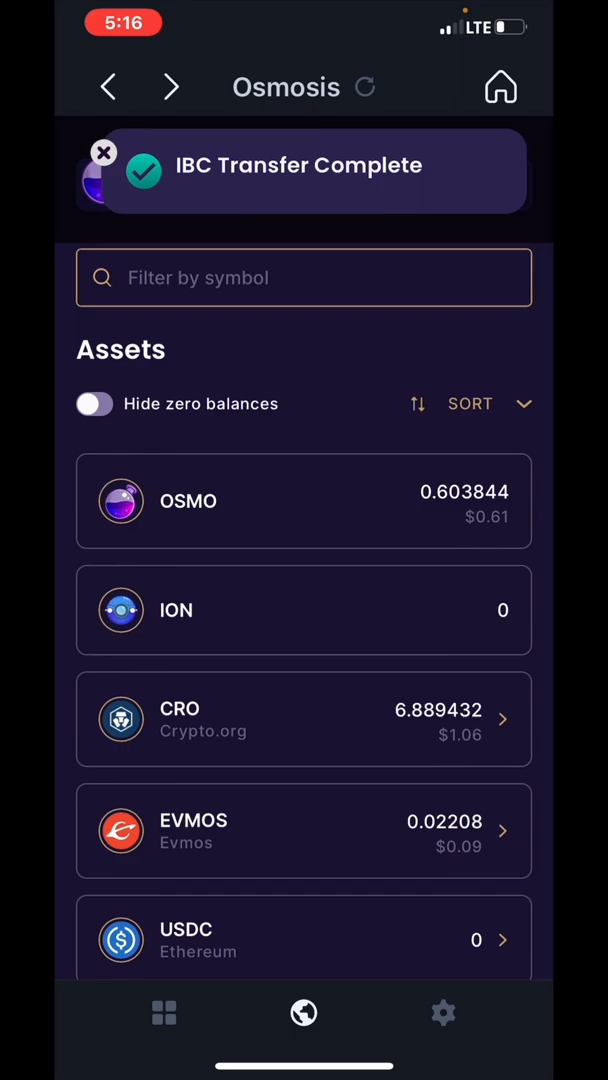 5:16
LTE
Osmosis
IBC Transfer Complete
Filter by symbol
Assets
Hide zero balances
SORT
OSMO
0.603844
$0.61
ION
0
CRO
6.889432
Crypto.org
$1.06
EVMOS
0.02208
Evmos
$0.09
USDC
0
Ethereum